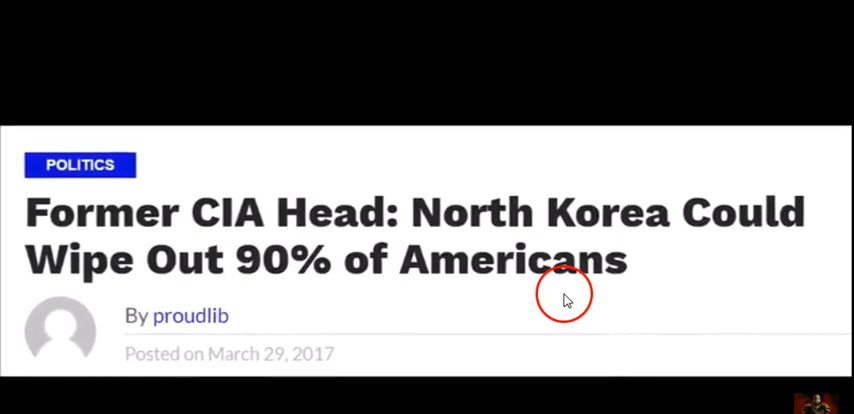 POLITICS
Former CIA Head: North Korea Could
Wipe Out 90% of Americans
By proudlib
Posted on March 29, 2017